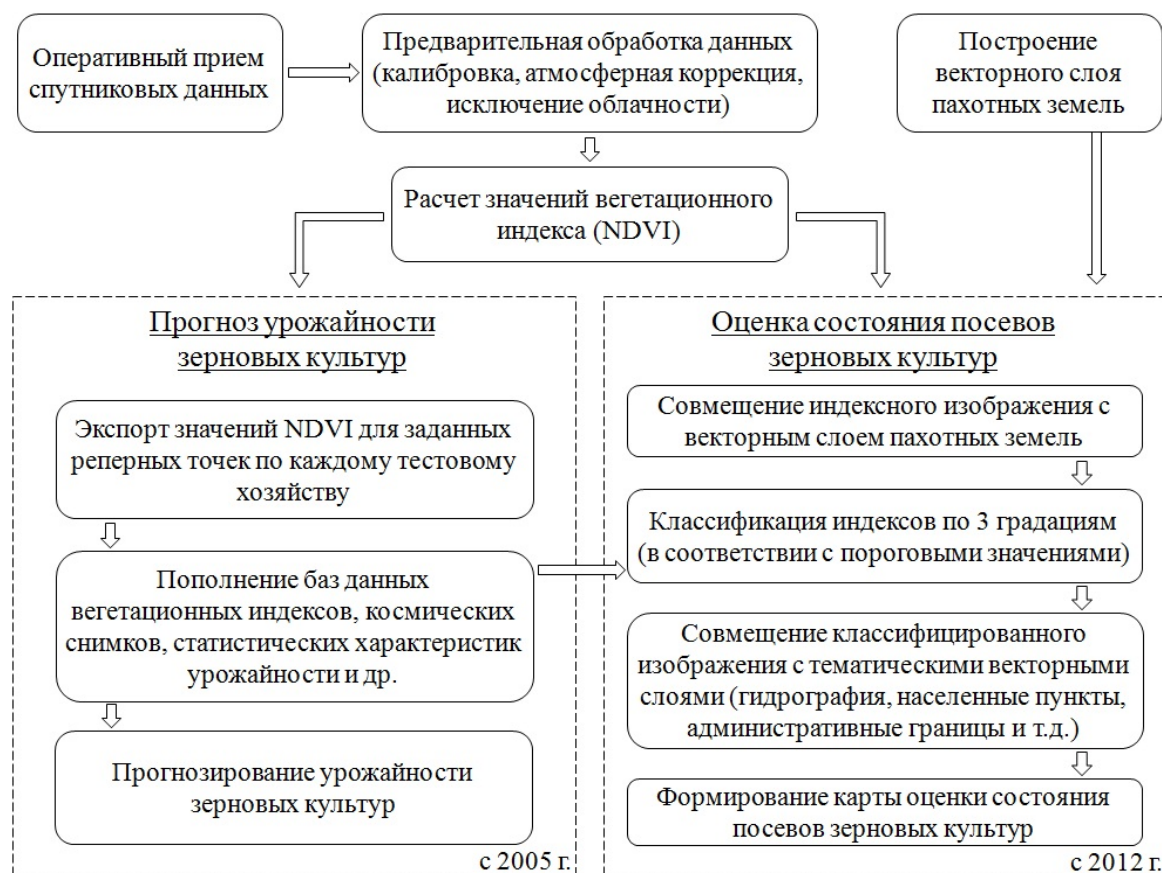 Оперативный прием
спутниковых данных
Предварительная обработка данных
(калибровка, атмосферная коррекция,
исключение облачности)
Построение
векторного слоя
пахотных земель
Расчет значений вегетационного
индекса (NDVI)
Прогноз урожайности
зерновых культур
Экспорт значений NDVI для заданных
реперных точек по каждому тестовому
хозяйству
Пополнение баз данных
вегетационных индексов, космических
снимков, статистических характеристик
урожайности и др.
Прогнозирование урожайности
зерновых культур
с 2005 г.
Оценка состояния посевов
зерновых культур
Совмещение индексного изображения с
векторным слоем пахотных земель
Классификация индексов по 3 градациям
(в соответствии с пороговыми значениями)
Совмещение классифицированного
изображения с тематическими векторными
слоями (гидрография, населенные пункты,
административные границы и т.д.)
Формирование карты оценки состояния
посевов зерновых культур
с 2012 г.